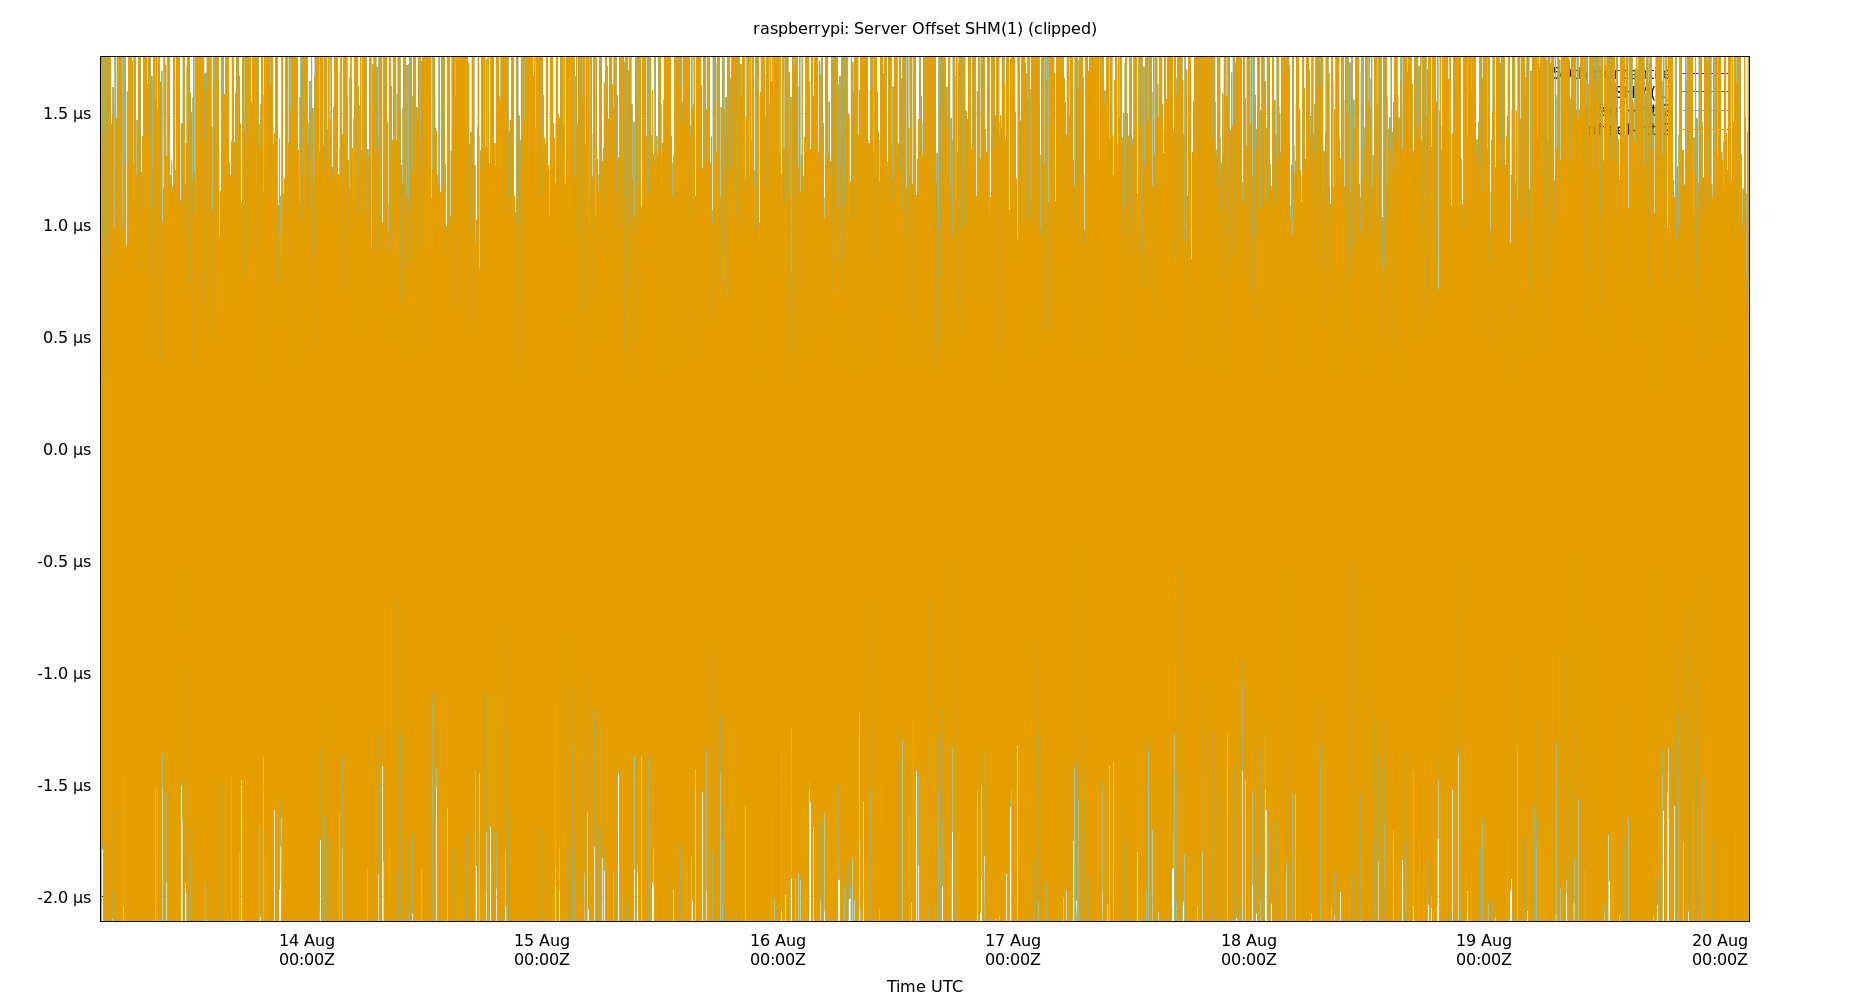 raspberrypi: Server Offset SHM(1) (clipped)
1.5 µs
1.0 µs
0.5 µs
0.0 µs
-0.5 µs
-1.0 µs
-1.5 µs
-2.0 µs
14 Aug 15 Aug 16 Aug 17 Aug 18 Aug 19 Aug 20 Aug
00:00Z 00:00Z 00:00Z 00:00Z 00:00Z 00:00Z 00:00Z
Time UTC